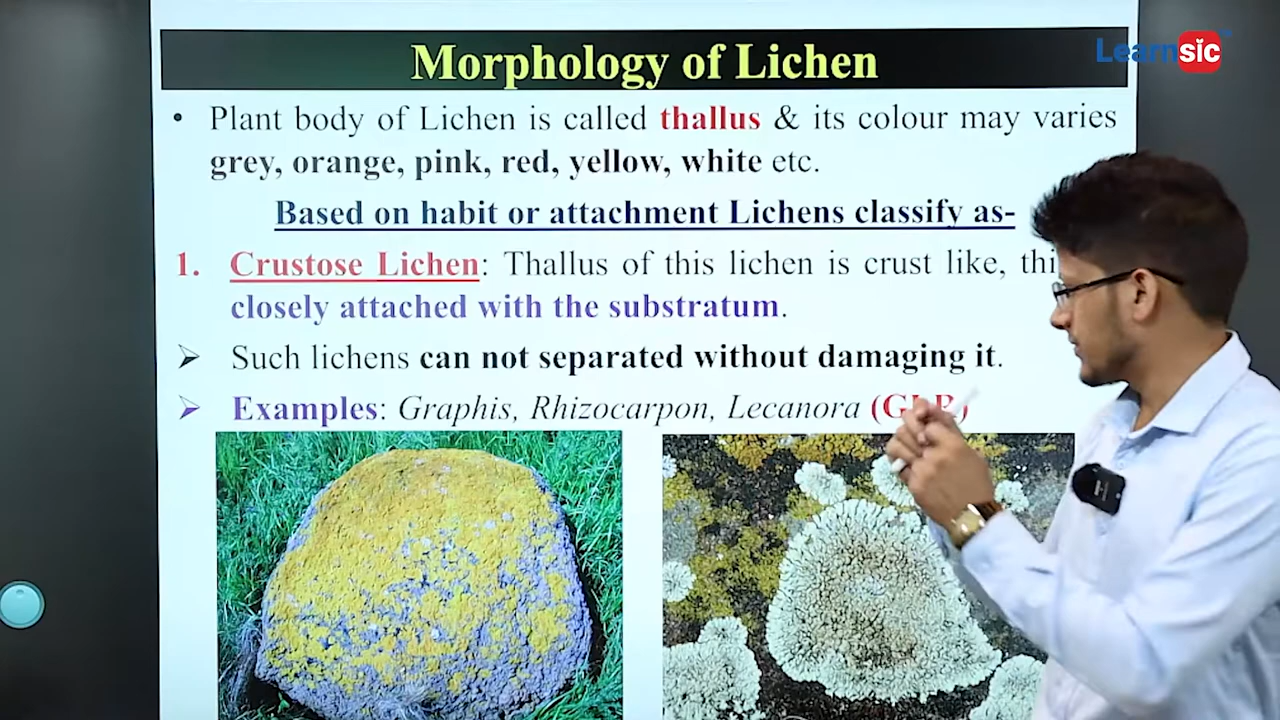 Learnsic
Morphology of Lichen
• Plant body of Lichen is called thallus & its colour may varies
grey, orange, pink, red, yellow, white etc.
Based on habit or attachment Lichens classify as-
1. Crustose Lichen: Thallus of this lichen is crust like,
closely attached with the substratum.
➢ Such lichens can not separated without damaging it.
➢ Examples: Graphis, Rhizocarpon, Lecanora
H